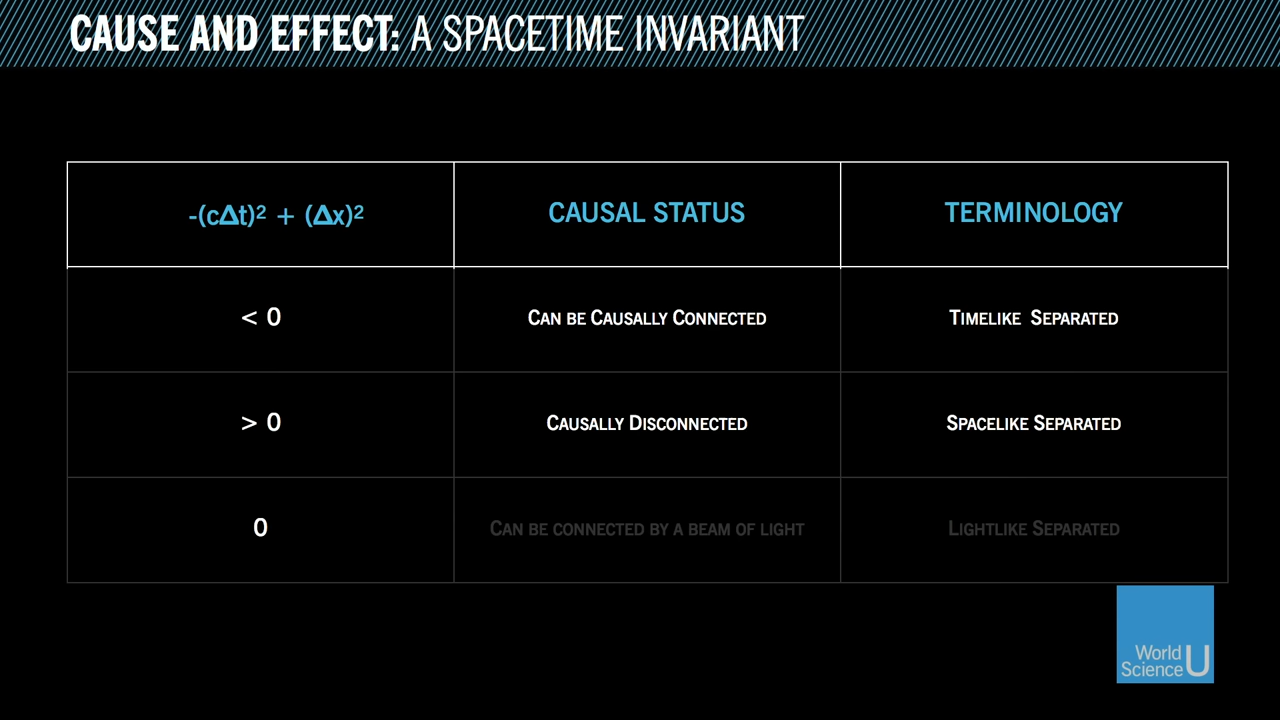 CAUSE AND EFFECT: A SPACETIME INVARIANT
-(cΔt)² + (Δx)² CAUSAL STATUS TERMINOLOGY
< 0 CAN BE CAUSALLY CONNECTED TIMELIKE SEPARATED
> 0 CAUSALLY DISCONNECTED SPACELIKE SEPARATED
0 CAN BE CONNECTED BY A BEAM OF LIGHT LIGHTLIKE SEPARATED
World
Science U